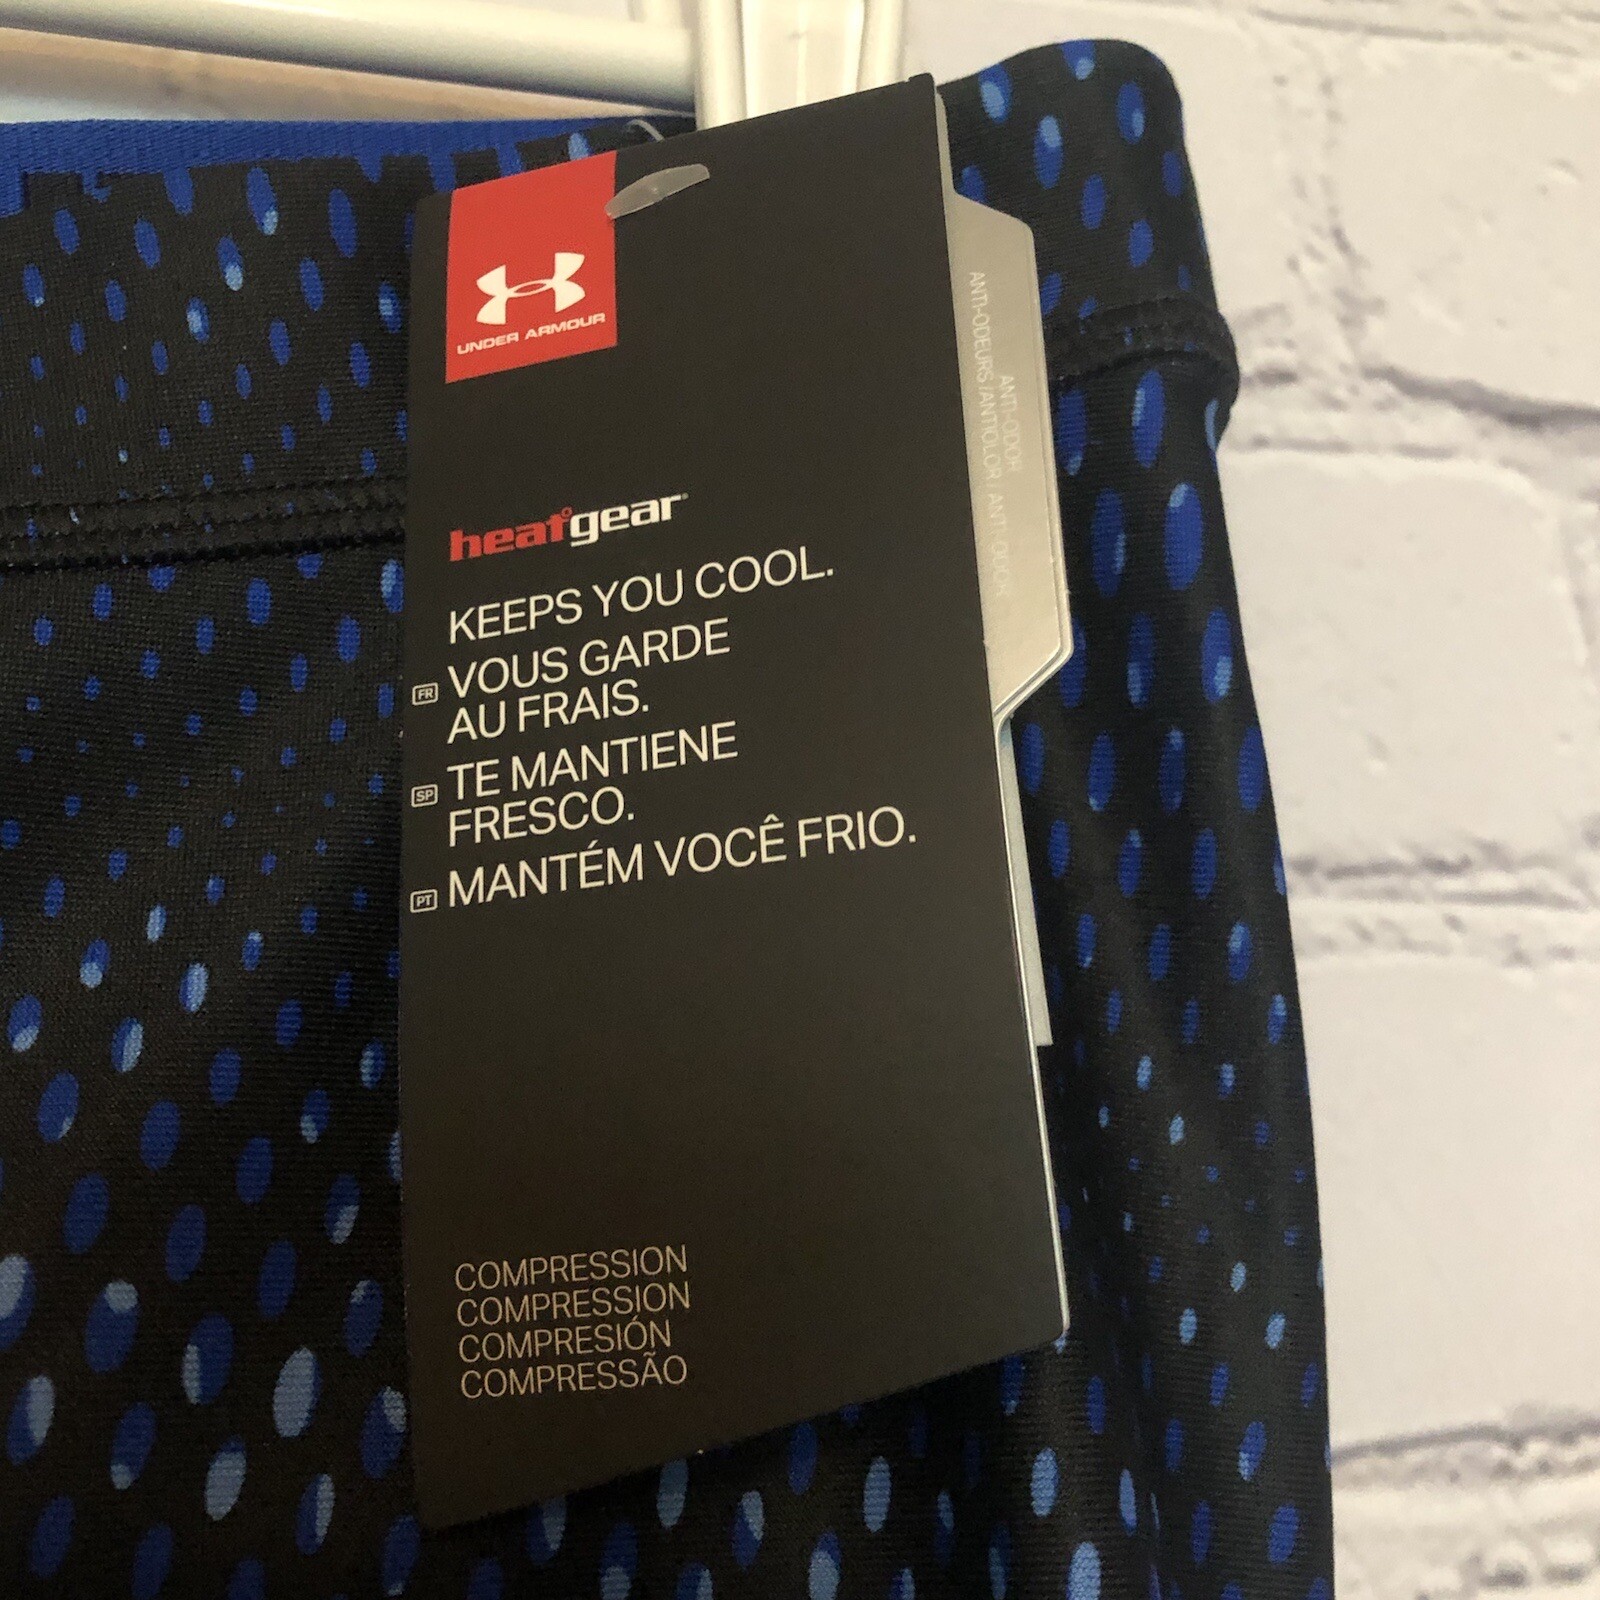 UNDER ARMOUR
heatgear
KEEPS YOU COOL.
FR VOUS GARDE
AU FRAIS.
SP TE MANTIENE
FRESCO.
PT MANTÉM VOCÊ FRIO.
COMPRESSION
COMPRESSION
COMPRESIÓN
COMPRESSÃO
ANTI-ODOR
ANTI-ODEURS / ANTIOLOR / ANTI-ODOR